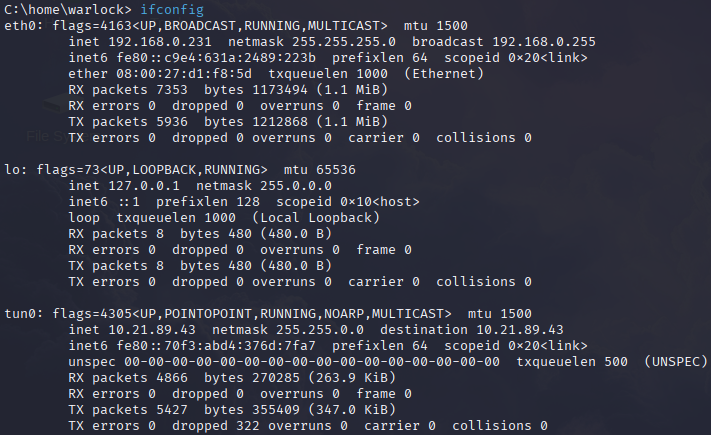 C:\home\warlock> ifconfig
eth0: flags=4163<UP,BROADCAST,RUNNING,MULTICAST>  mtu 1500
inet 192.168.0.231  netmask 255.255.255.0  broadcast 192.168.0.255
inet6 fe80::c9e4:631a:2489:223b  prefixlen 64  scopeid 0×20<link>
ether 08:00:27:d1:f8:5d  txqueuelen 1000  (Ethernet)
RX packets 7353  bytes 1173494 (1.1 MiB)
RX errors 0  dropped 0  overruns 0  frame 0
TX packets 5936  bytes 1212868 (1.1 MiB)
TX errors 0  dropped 0 overruns 0  carrier 0  collisions 0
lo: flags=73<UP,LOOPBACK,RUNNING>  mtu 65536
inet 127.0.0.1  netmask 255.0.0.0
inet6 ::1  prefixlen 128  scopeid 0×10<host>
loop  txqueuelen 1000  (Local Loopback)
RX packets 8  bytes 480 (480.0 B)
RX errors 0  dropped 0  overruns 0  frame 0
TX packets 8  bytes 480 (480.0 B)
TX errors 0  dropped 0 overruns 0  carrier 0  collisions 0
tun0: flags=4305<UP,POINTOPOINT,RUNNING,NOARP,MULTICAST>  mtu 1500
inet 10.21.89.43  netmask 255.255.0.0  destination 10.21.89.43
inet6 fe80::70f3:abd4:376d:7fa7  prefixlen 64  scopeid 0×20<link>
unspec 00-00-00-00-00-00-00-00-00-00-00-00-00-00-00-00  txqueuelen 500  (UNSPEC)
RX packets 4866  bytes 270285 (263.9 KiB)
RX errors 0  dropped 0  overruns 0  frame 0
TX packets 5427  bytes 355409 (347.0 KiB)
TX errors 0  dropped 322 overruns 0  carrier 0  collisions 0